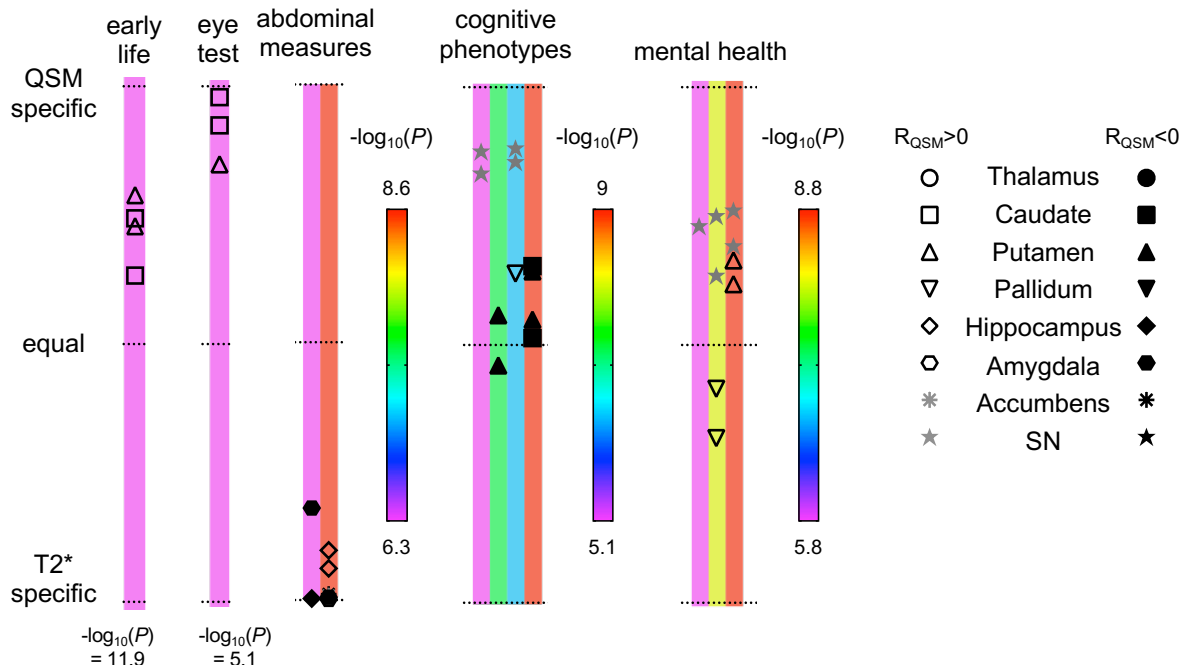 early
life
eye
test
abdominal
measures
cognitive
phenotypes
mental health
QSM
specific
equal
T2*
specific
-log10(P)
= 11.9
-log10(P)
= 5.1
-log10(P)
8.6
6.3
-log10(P)
9
5.1
-log10(P)
8.8
5.8
RQSM>0 RQSM<0
Thalamus
Caudate
Putamen
Pallidum
Hippocampus
Amygdala
Accumbens
SN